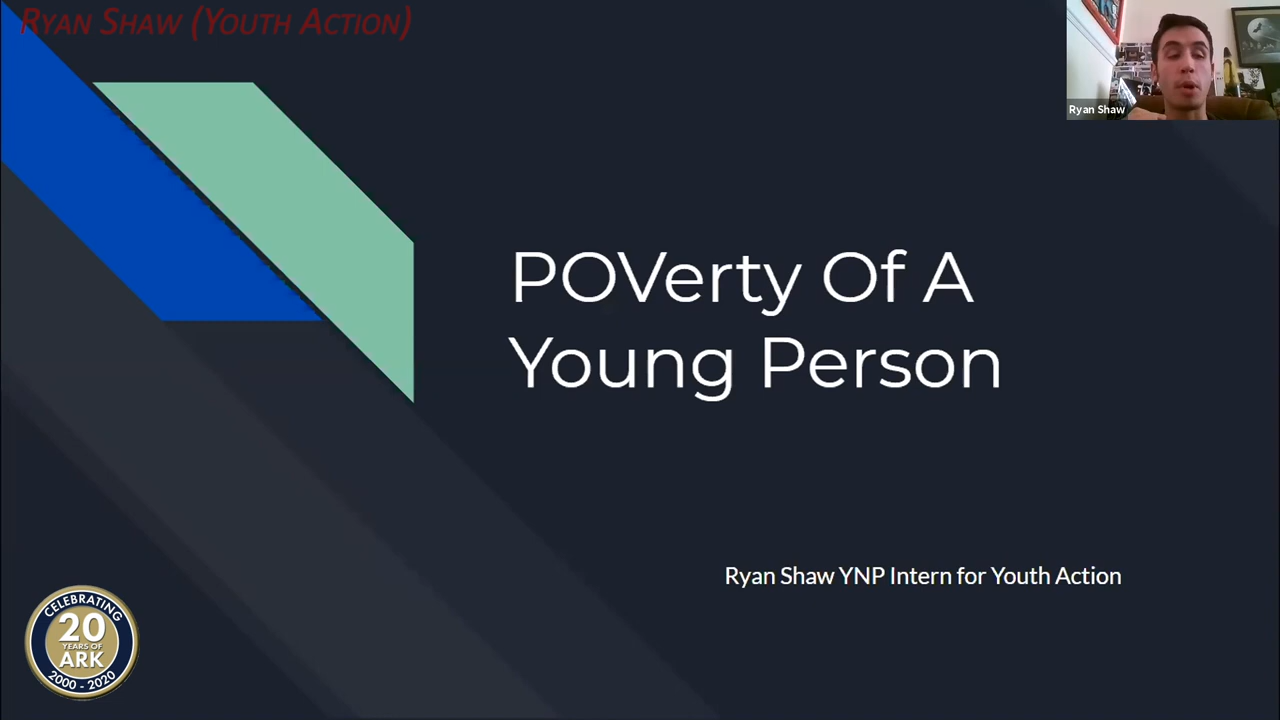 RYAN SHAW (YOUTH ACTION)
Ryan Shaw
POVerty Of A
Young Person
Ryan Shaw YNP Intern for Youth Action
CELEBRATING
20
YEARS OF
ARK
2000 - 2020